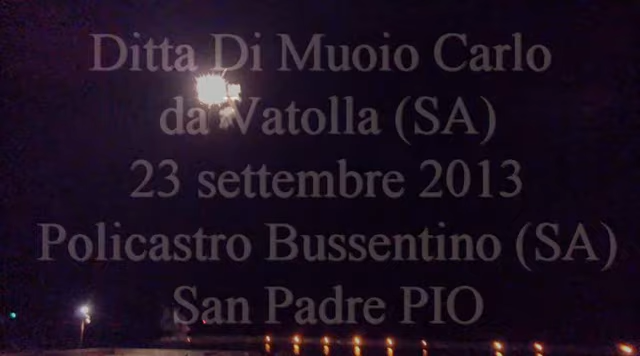 Ditta Di Muoio Carlo
da Vatolla (SA)
23 settembre 2013
Policastro Bussentino (SA)
San Padre PIO